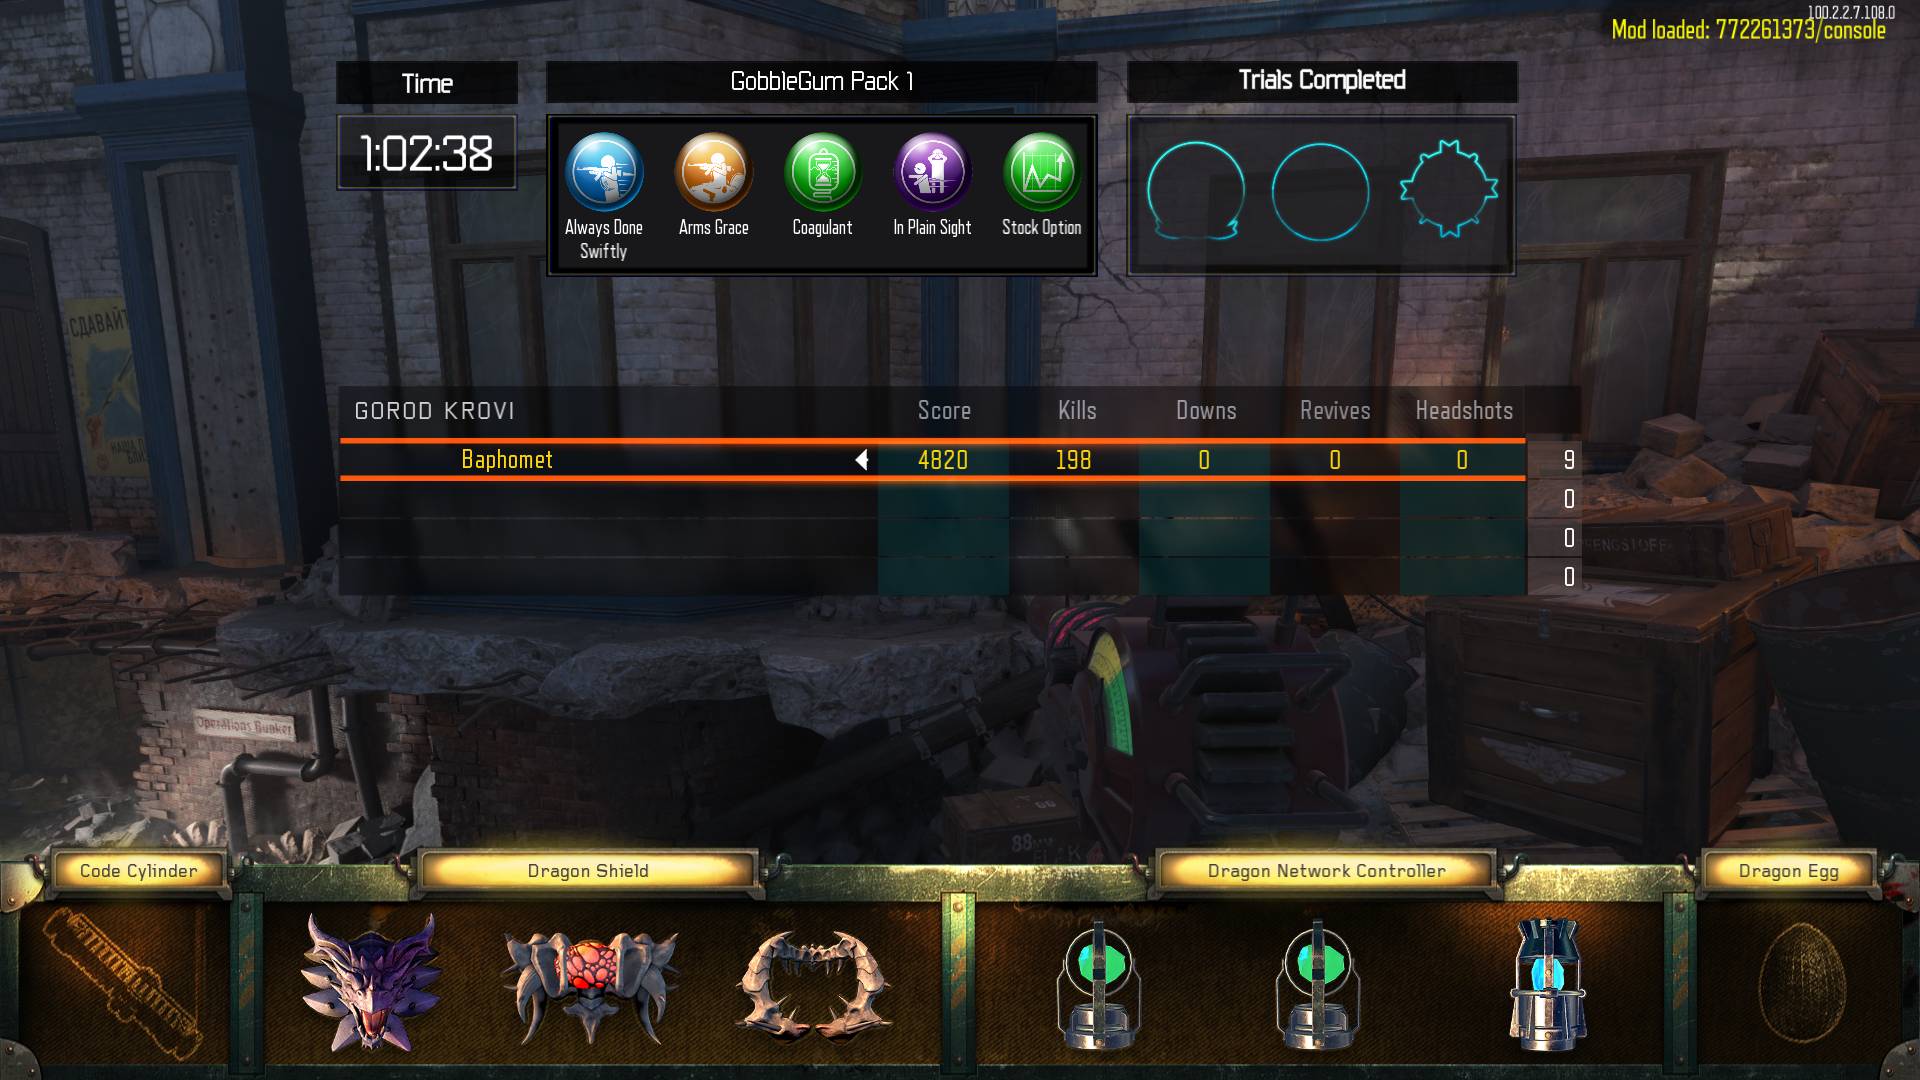 100.2.2.7.108.0
Mod loaded: 772261373/console
Time
GobbleGum Pack 1
Trials Completed
1:02:38
Always Done
Swiftly
Arms Grace
Coagulant
In Plain Sight
Stock Option
СДАВАЙТ
GOROD KROVI
Score
Kills
Downs
Revives
Headshots
Baphomet
4820
198
0
0
0
9
0
0
0
Operations Bunker
88
Code Cylinder
Dragon Shield
Dragon Network Controller
Dragon Egg